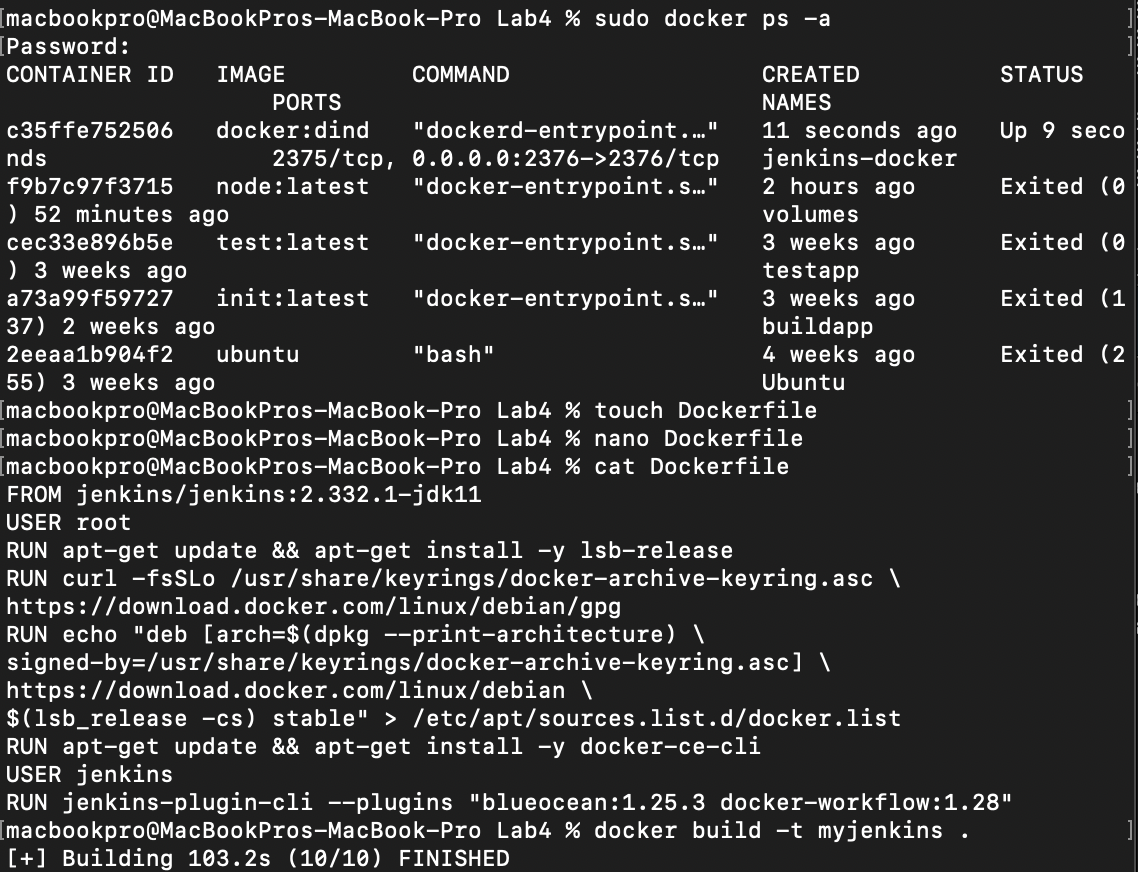 [macbookpro@MacBookPros-MacBook-Pro Lab4 % sudo docker ps -a ]
[Password: ]
CONTAINER ID   IMAGE         COMMAND                  CREATED          STATUS
                   PORTS                              NAMES
c35ffe752506   docker:dind   "dockerd-entrypoint.…"   11 seconds ago   Up 9 seco
nds                2375/tcp, 0.0.0.0:2376->2376/tcp   jenkins-docker
f9b7c97f3715   node:latest   "docker-entrypoint.s…"   2 hours ago      Exited (0
) 52 minutes ago                                      volumes
cec33e896b5e   test:latest   "docker-entrypoint.s…"   3 weeks ago      Exited (0
) 3 weeks ago                                         testapp
a73a99f59727   init:latest   "docker-entrypoint.s…"   3 weeks ago      Exited (1
37) 2 weeks ago                                       buildapp
2eeaa1b904f2   ubuntu        "bash"                   4 weeks ago      Exited (2
55) 3 weeks ago                                       Ubuntu
[macbookpro@MacBookPros-MacBook-Pro Lab4 % touch Dockerfile ]
[macbookpro@MacBookPros-MacBook-Pro Lab4 % nano Dockerfile ]
[macbookpro@MacBookPros-MacBook-Pro Lab4 % cat Dockerfile ]
FROM jenkins/jenkins:2.332.1-jdk11
USER root
RUN apt-get update && apt-get install -y lsb-release
RUN curl -fsSLo /usr/share/keyrings/docker-archive-keyring.asc \
https://download.docker.com/linux/debian/gpg
RUN echo "deb [arch=$(dpkg --print-architecture) \
signed-by=/usr/share/keyrings/docker-archive-keyring.asc] \
https://download.docker.com/linux/debian \
$(lsb_release -cs) stable" > /etc/apt/sources.list.d/docker.list
RUN apt-get update && apt-get install -y docker-ce-cli
USER jenkins
RUN jenkins-plugin-cli --plugins "blueocean:1.25.3 docker-workflow:1.28"
[macbookpro@MacBookPros-MacBook-Pro Lab4 % docker build -t myjenkins . ]
[+] Building 103.2s (10/10) FINISHED